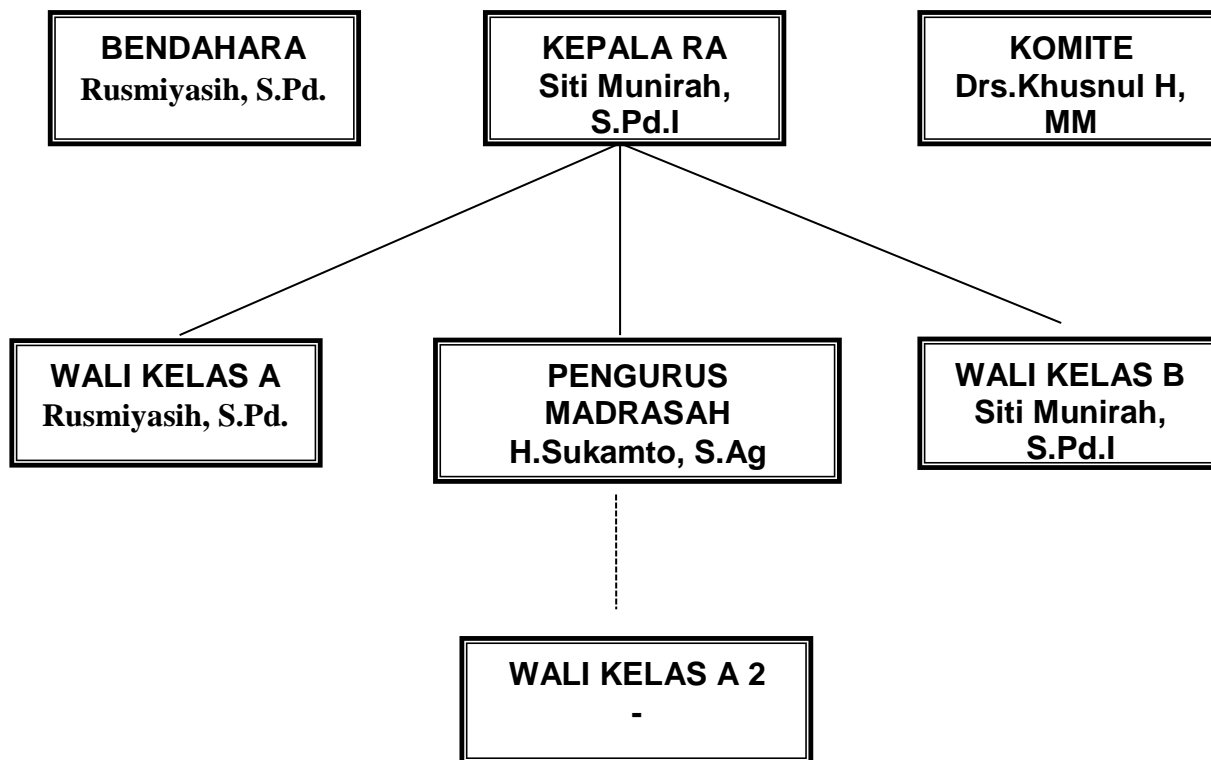 BENDAHARA
Rusmiyasih, S.Pd.
KEPALA RA
Siti Munirah,
S.Pd.I
KOMITE
Drs.Khusnul H,
MM
WALI KELAS A
Rusmiyasih, S.Pd.
PENGURUS
MADRASAH
H.Sukamto, S.Ag
WALI KELAS B
Siti Munirah,
S.Pd.I
WALI KELAS A 2
-